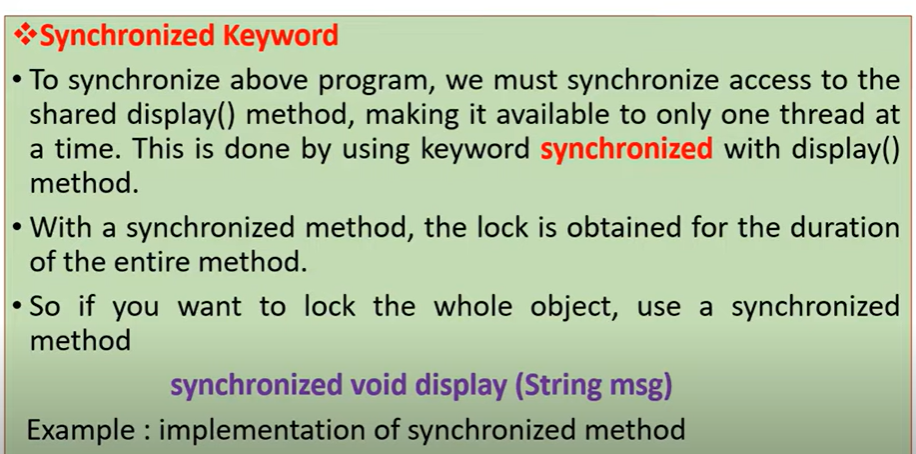 ❖Synchronized Keyword
• To synchronize above program, we must synchronize access to the
shared display() method, making it available to only one thread at
a time. This is done by using keyword synchronized with display()
method.
• With a synchronized method, the lock is obtained for the duration
of the entire method.
• So if you want to lock the whole object, use a synchronized
method
synchronized void display (String msg)
Example : implementation of synchronized method